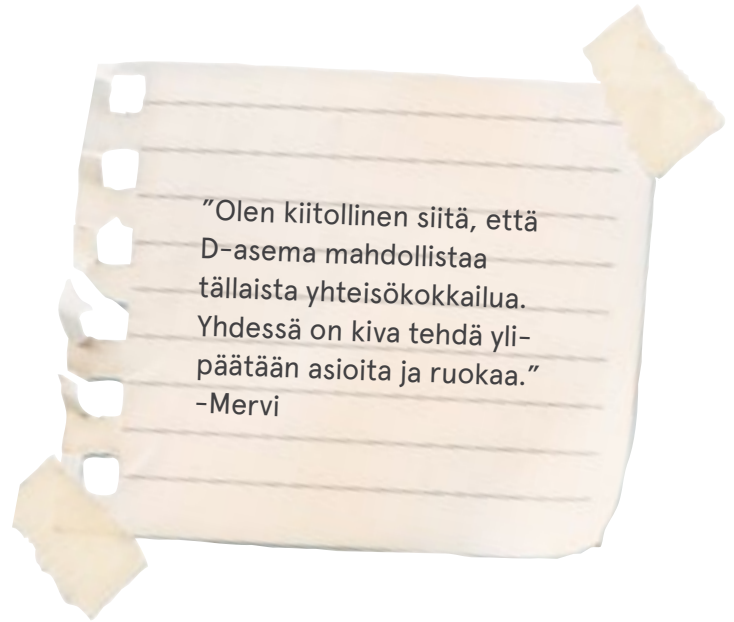 ”Olen kiitollinen siitä, että
D-asema mahdollistaa
tällaista yhteisökokkailua.
Yhdessä on kiva tehdä yli-
päätään asioita ja ruokaa.”
-Mervi